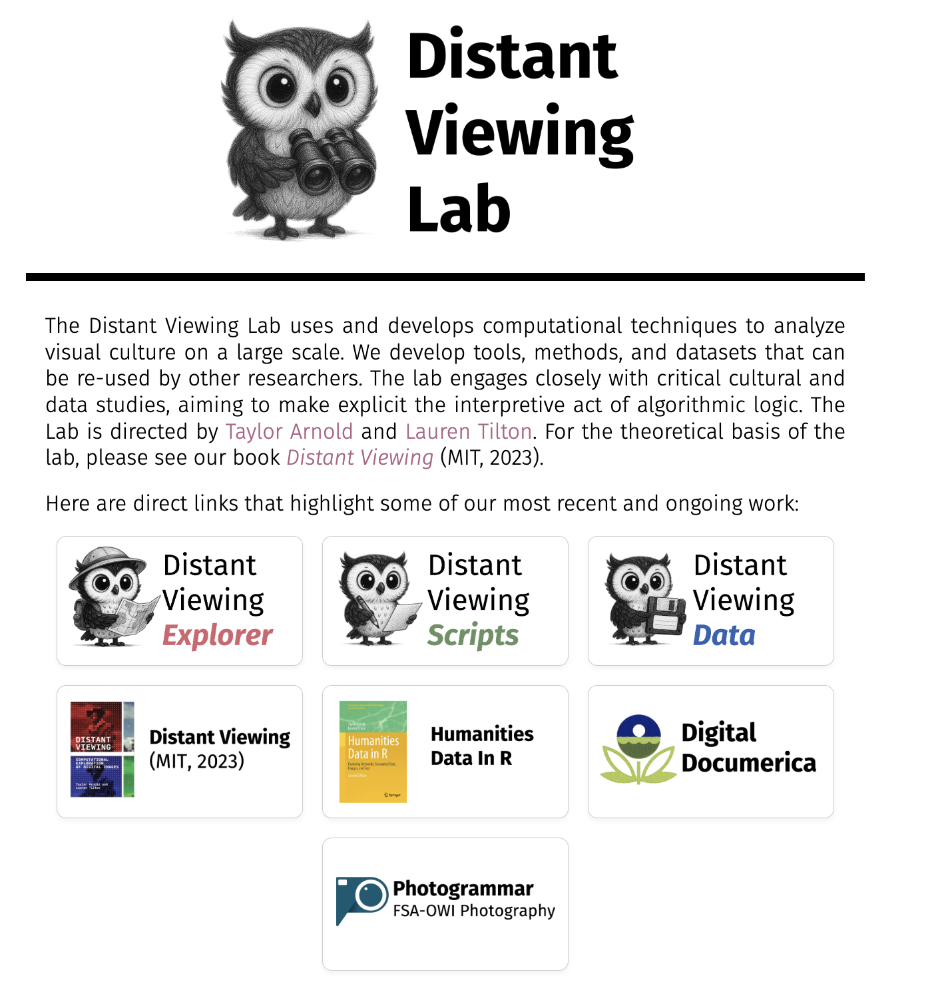 Distant
Viewing
Lab
The Distant Viewing Lab uses and develops computational techniques to analyze
visual culture on a large scale. We develop tools, methods, and datasets that can
be re-used by other researchers. The lab engages closely with critical cultural and
data studies, aiming to make explicit the interpretive act of algorithmic logic. The
Lab is directed by Taylor Arnold and Lauren Tilton. For the theoretical basis of the
lab, please see our book Distant Viewing (MIT, 2023).
Here are direct links that highlight some of our most recent and ongoing work:
Distant
Viewing
Explorer
Distant
Viewing
Scripts
Distant
Viewing
Data
DISTANT
VIEWING
COMPUTATIONAL
EXPLORATION
OF DIGITAL IMAGES
Taylor Arnold and
Lauren Tilton
Distant Viewing
(MIT, 2023)
Taylor Arnold
Lauren Tilton
Humanities
Data in R
Exploring Networks, Geospatial Data,
Images, and Text
Second Edition
Springer
Humanities
Data In R
Digital
Documerica
Photogrammar
FSA-OWI Photography